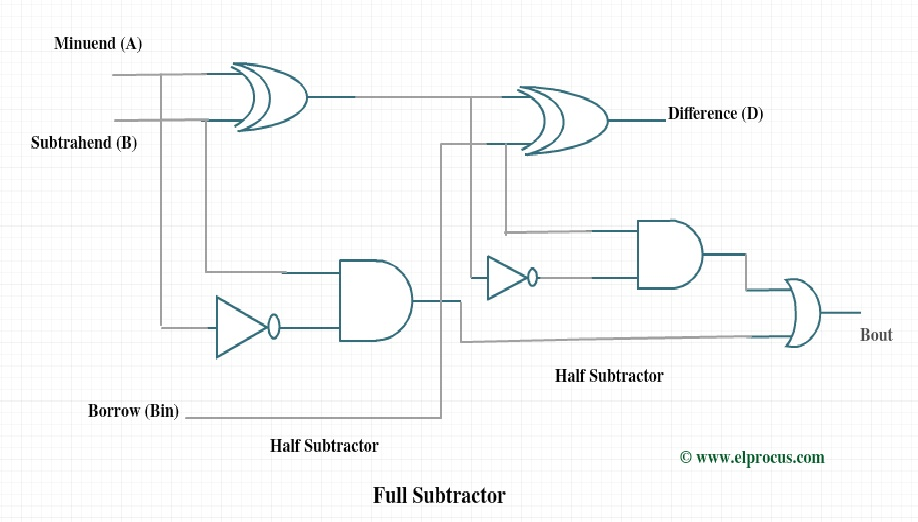 Minuend (A)
Subtrahend (B)
Difference (D)
Bout
Half Subtractor
Borrow (Bin)
Half Subtractor
© www.elprocus.com
Full Subtractor